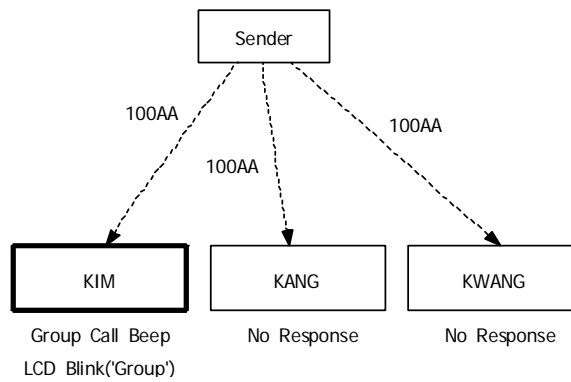 Sender
100AA
100AA
100AA
KIM
KANG
KWANG
Group Call Beep
No Response
No Response
LCD Blink('Group')